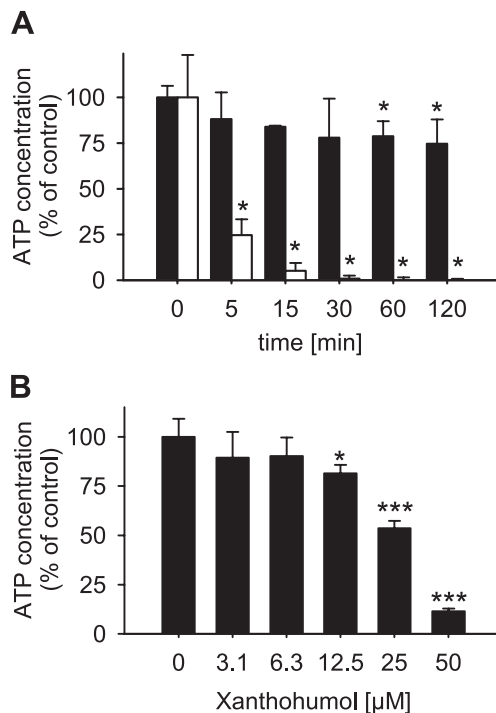 A
ATP concentration
(% of control)
100
75
50
25
0
* *
*
* * * *
0 5 15 30 60 120
time [min]
B
ATP concentration
(% of control)
100
75
50
25
0
*
***
***
0 3.1 6.3 12.5 25 50
Xanthohumol [µM]